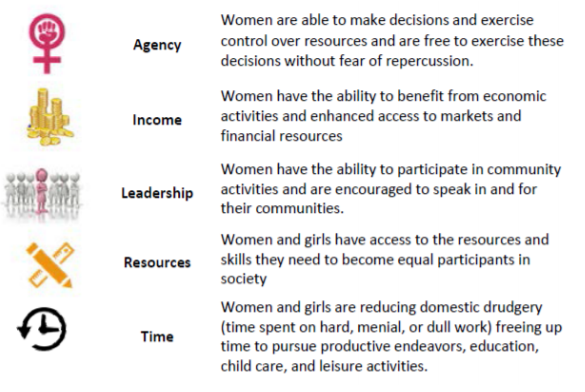 Agency
Women are able to make decisions and exercise
control over resources and are free to exercise these
decisions without fear of repercussion.
Income
Women have the ability to benefit from economic
activities and enhanced access to markets and
financial resources
Leadership
Women have the ability to participate in community
activities and are encouraged to speak in and for
their communities.
Resources
Women and girls have access to the resources and
skills they need to become equal participants in
society
Time
Women and girls are reducing domestic drudgery
(time spent on hard, menial, or dull work) freeing up
time to pursue productive endeavors, education,
child care, and leisure activities.